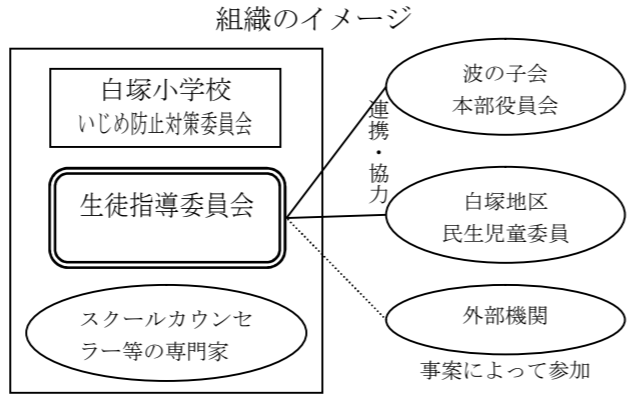 組織のイメージ
白塚小学校
いじめ防止対策委員会
生徒指導委員会
スクールカウンセ
ラー等の専門家
連携・協力
波の子会
本部役員会
白塚地区
民生児童委員
外部機関
事案によって参加